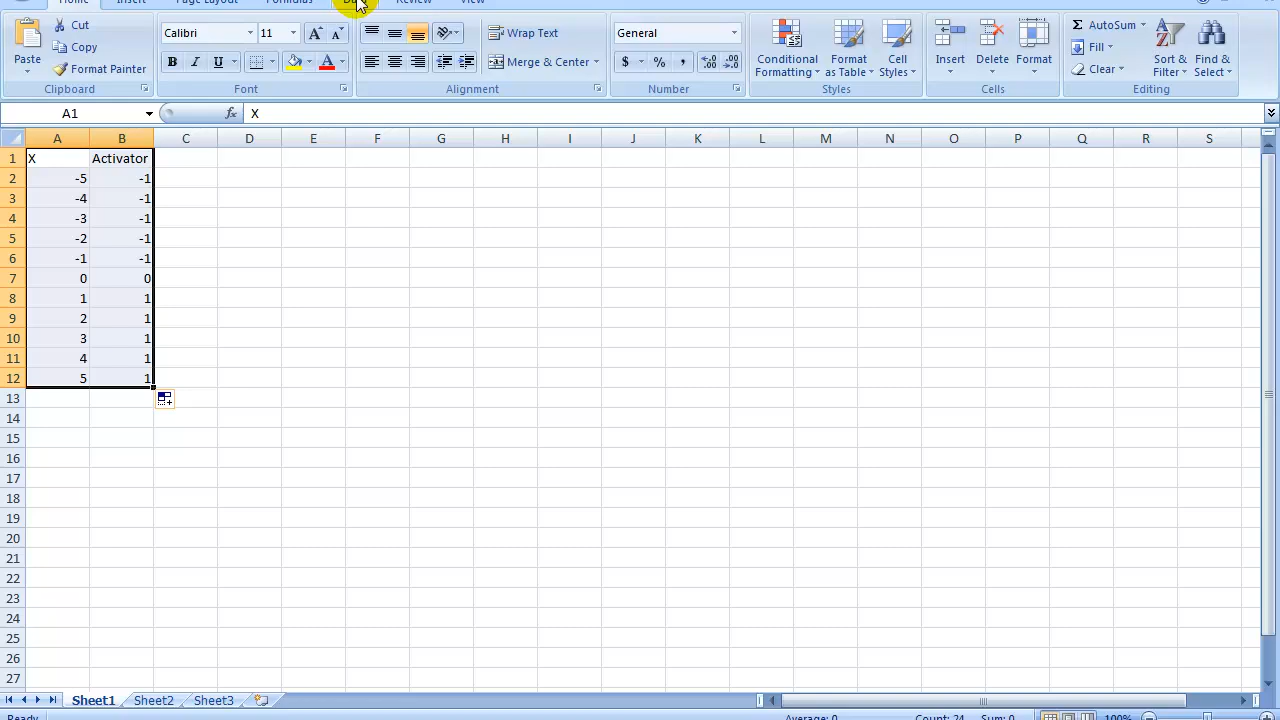 Home Insert Page Layout Formulas Review View
Paste
Cut
Copy
Format Painter
Clipboard
Calibri 11
B I U
Font
Wrap Text
Merge & Center
Alignment
General
$ % ,
Number
Conditional Formatting
Format as Table
Cell Styles
Styles
Insert
Delete
Format
Cells
Σ AutoSum
Fill
Clear
Sort & Filter
Find & Select
Editing
A1 fx X
A B C D E F G H I J K L M N O P Q R S
1 X Activator
2 -5 -1
3 -4 -1
4 -3 -1
5 -2 -1
6 -1 -1
7 0 0
8 1 1
9 2 1
10 3 1
11 4 1
12 5 1
13
14
15
16
17
18
19
20
21
22
23
24
25
26
27
Sheet1 Sheet2 Sheet3
Ready Average: 0 Count: 24 Sum: 0 100%